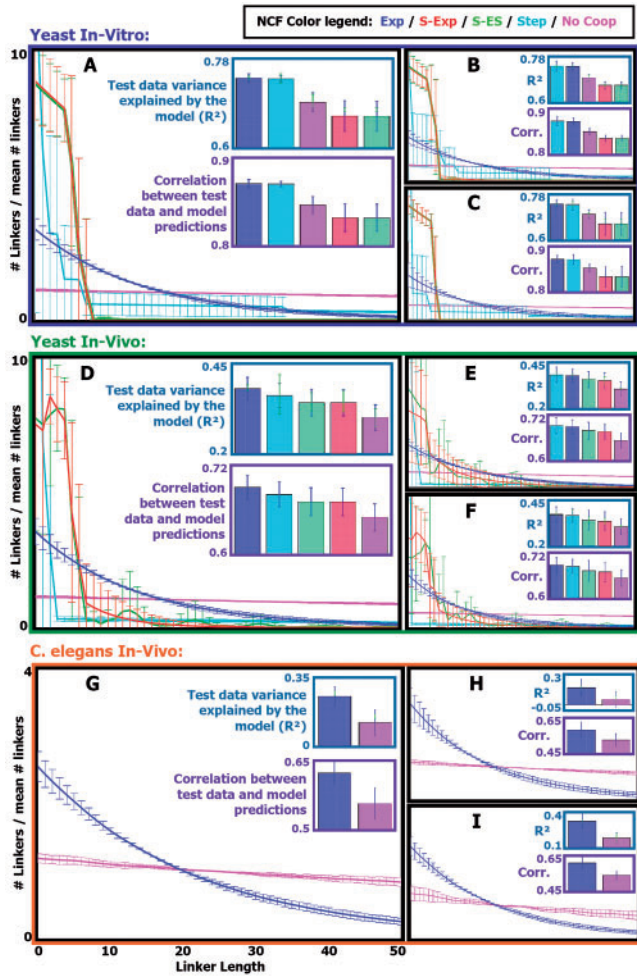 NCF Color legend: Exp / S-Exp / S-ES / Step / No Coop
Yeast In-Vitro:
10
# Linkers / mean # linkers
0
A
Test data variance
explained by the
model (R²)
0.78
0.6
Correlation
between test
data and model
predictions
0.9
0.8
B
0.78
R²
0.6
0.9
Corr.
0.8
C
0.78
R²
0.6
0.9
Corr.
0.8
Yeast In-Vivo:
10
# Linkers / mean # linkers
0
D
Test data variance
explained by the
model (R²)
0.45
0.2
Correlation
between test
data and model
predictions
0.72
0.6
E
0.45
R²
0.2
0.72
Corr.
0.6
F
0.45
R²
0.2
0.72
Corr.
0.6
C. elegans In-Vivo:
4
# Linkers / mean # linkers
0
G
Test data variance
explained by the
model (R²)
0.35
0
Correlation between
test data and model
predictions
0.65
0.5
H
0.3
R²
-0.05
0.65
Corr.
0.45
I
0.4
R²
0.1
0.65
Corr.
0.45
0 10 20 30 40 50
Linker Length